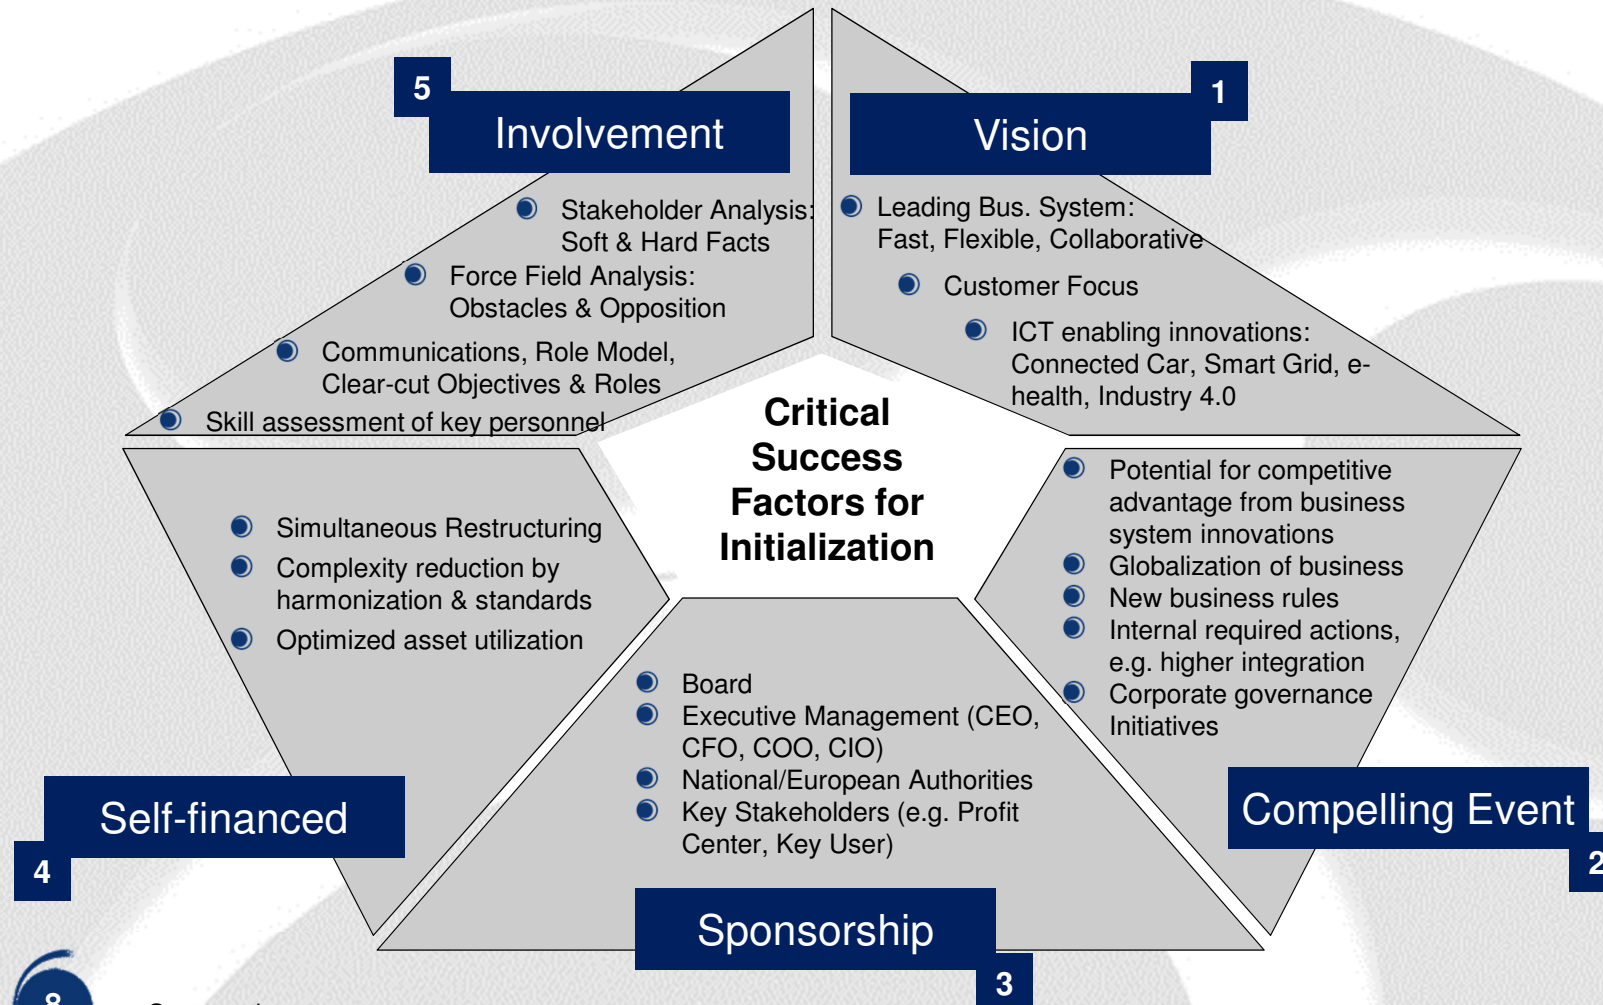 5
Involvement
Stakeholder Analysis:
Soft & Hard Facts
Force Field Analysis:
Obstacles & Opposition
Communications, Role Model,
Clear-cut Objectives & Roles
Skill assessment of key personnel
1
Vision
Leading Bus. System:
Fast, Flexible, Collaborative
Customer Focus
ICT enabling innovations:
Connected Car, Smart Grid, e-
health, Industry 4.0
Critical
Success
Factors for
Initialization
Potential for competitive
advantage from business
system innovations
Globalization of business
New business rules
Internal required actions,
e.g. higher integration
Corporate governance
Initiatives
Compelling Event
2
Simultaneous Restructuring
Complexity reduction by
harmonization & standards
Optimized asset utilization
Self-financed
4
Board
Executive Management (CEO,
CFO, COO, CIO)
National/European Authorities
Key Stakeholders (e.g. Profit
Center, Key User)
Sponsorship
3
8